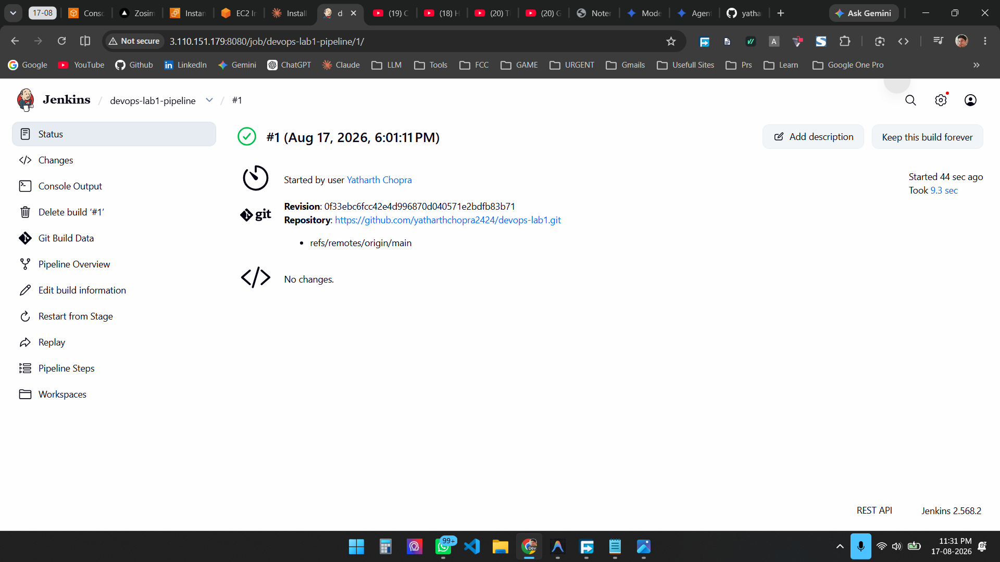 17-08
Consc
Zosim
Instan
EC2 In
Install
d
(19) C
(18) H
(20) T
(20) G
Noter
Mode
Agent
yatha
Ask Gemini
Not secure
3.110.151.179:8080/job/devops-lab1-pipeline/1/
Google
YouTube
Github
LinkedIn
Gemini
ChatGPT
Claude
LLM
Tools
FCC
GAME
URGENT
Gmails
Usefull Sites
Prs
Learn
Google One Pro
Jenkins / devops-lab1-pipeline / #1
Status
Changes
Console Output
Delete build ‘#1’
Git Build Data
Pipeline Overview
Edit build information
Restart from Stage
Replay
Pipeline Steps
Workspaces
#1 (Aug 17, 2026, 6:01:11 PM)
Add description
Keep this build forever
Started by user Yatharth Chopra
Started 44 sec ago
Took 9.3 sec
git
Revision: 0f33ebc6fcc42e4d996870d040571e2bdfb83b71
Repository: https://github.com/yatharthchopra2424/devops-lab1.git
refs/remotes/origin/main
No changes.
REST API
Jenkins 2.568.2
99+
Dev
11:31 PM
17-08-2026